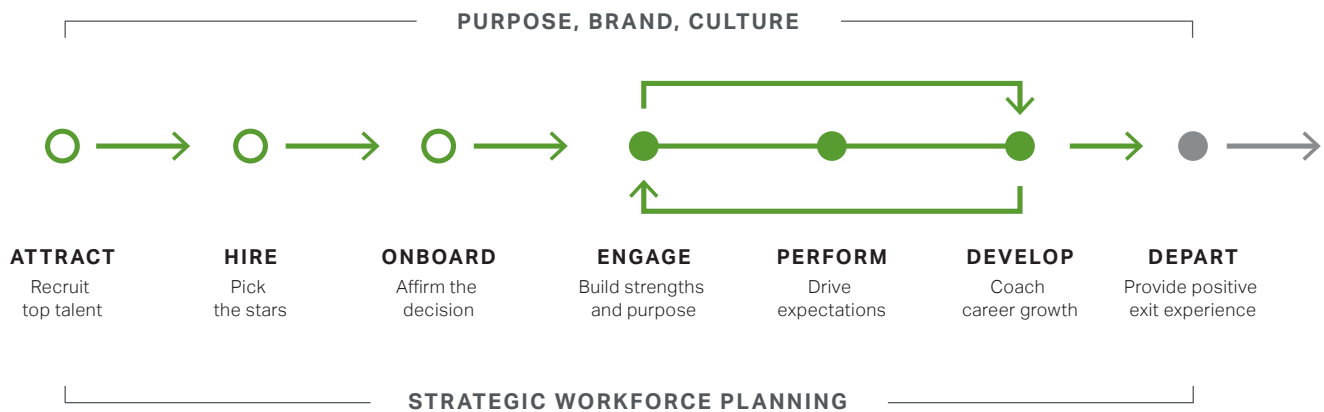 PURPOSE, BRAND, CULTURE
ATTRACT
Recruit
top talent
HIRE
Pick
the stars
ONBOARD
Affirm the
decision
ENGAGE
Build strengths
and purpose
PERFORM
Drive
expectations
DEVELOP
Coach
career growth
DEPART
Provide positive
exit experience
STRATEGIC WORKFORCE PLANNING